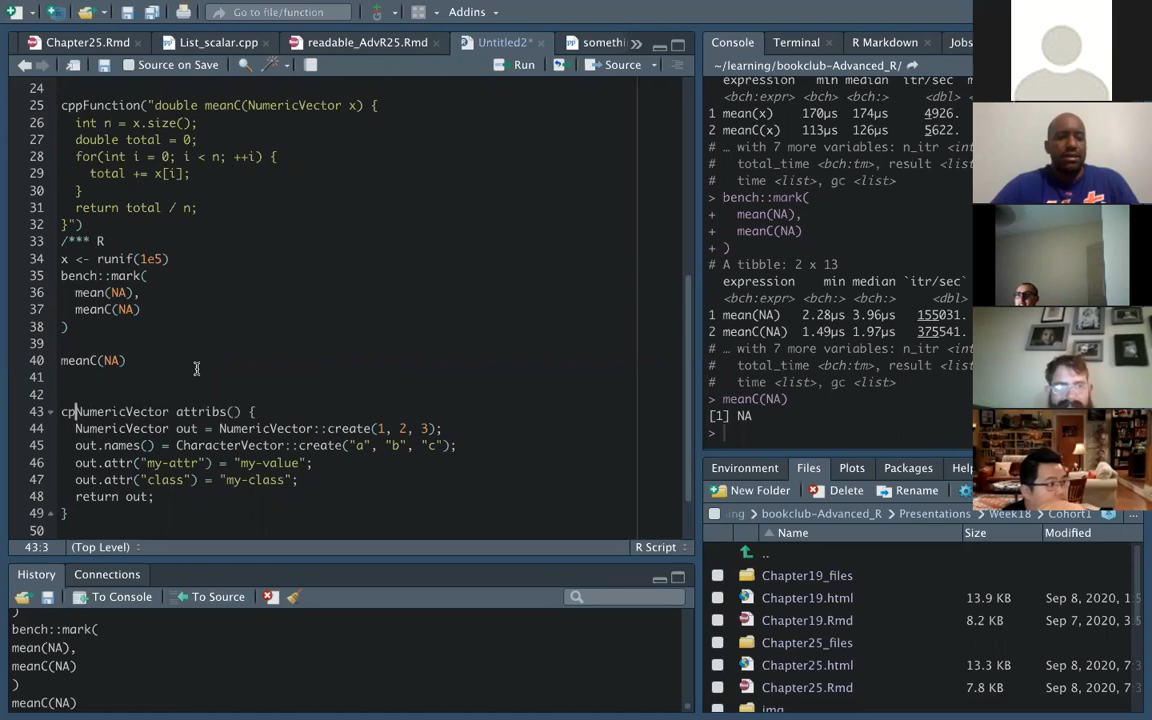 Go to file/function
Addins
Chapter25.Rmd
List_scalar.cpp
readable_AdvR25.Rmd
Untitled2*
somethi
Source on Save
Run
Source
24
25 cppFunction("double meanC(NumericVector x) {
26 int n = x.size();
27 double total = 0;
28 for(int i = 0; i < n; ++i) {
29 total += x[i];
30 }
31 return total / n;
32 }")
33 /*** R
34 x <- runif(1e5)
35 bench::mark(
36 mean(NA),
37 meanC(NA)
38 )
39
40 meanC(NA)
41
42
43 cpNumericVector attribs() {
44 NumericVector out = NumericVector::create(1, 2, 3);
45 out.names() = CharacterVector::create("a", "b", "c");
46 out.attr("my-attr") = "my-value";
47 out.attr("class") = "my-class";
48 return out;
49 }
50
43:3
(Top Level)
R Script
History
Connections
To Console
To Source
)
bench::mark(
mean(NA),
meanC(NA)
)
meanC(NA)
Console
Terminal
R Markdown
Jobs
~/learning/bookclub-Advanced_R/
expression min median itr/sec
<bch:expr> <bch> <bch:> <dbl>
1 mean(x) 170µs 174µs 4926.
2 meanC(x) 113µs 126µs 5622.
# … with 7 more variables: n_itr <int
# total_time <bch:tm>, result <list
# time <list>, gc <list>
> bench::mark(
+ mean(NA),
+ meanC(NA)
+ )
# A tibble: 2 x 13
expression min median `itr/sec`
<bch:expr> <bch:> <bch:> <dbl>
1 mean(NA) 2.28µs 3.96µs 155031.
2 meanC(NA) 1.49µs 1.97µs 375541.
# … with 7 more variables: n_itr <int
# total_time <bch:tm>, result <list
# time <list>, gc <list>
> meanC(NA)
[1] NA
>
Environment
Files
Plots
Packages
Help
New Folder
Delete
Rename
bookclub-Advanced_R
Presentations
Week18
Cohort1
Name
Size
Modified
..
Chapter19_files
Chapter19.html 13.9 KB Sep 8, 2020, 1:
Chapter19.Rmd 8.2 KB Sep 7, 2020, 3:
Chapter25_files
Chapter25.html 13.3 KB Sep 8, 2020, 7:
Chapter25.Rmd 7.8 KB Sep 8, 2020, 7:
img